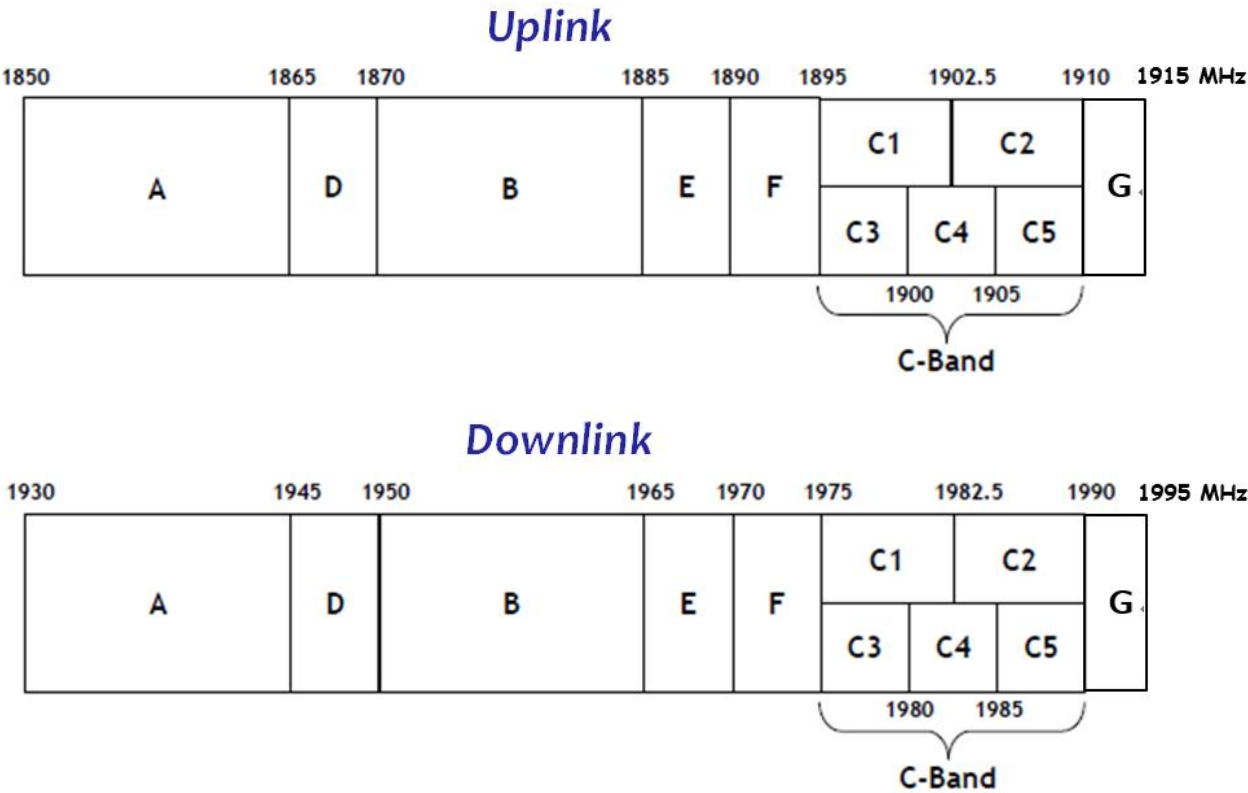 Uplink
1850 1865 1870 1885 1890 1895 1902.5 1910 1915 MHz
C1 C2
A D B E F G
C3 C4 C5
1900 1905
C-Band
Downlink
1930 1945 1950 1965 1970 1975 1982.5 1990 1995 MHz
C1 C2
A D B E F G
C3 C4 C5
1980 1985
C-Band